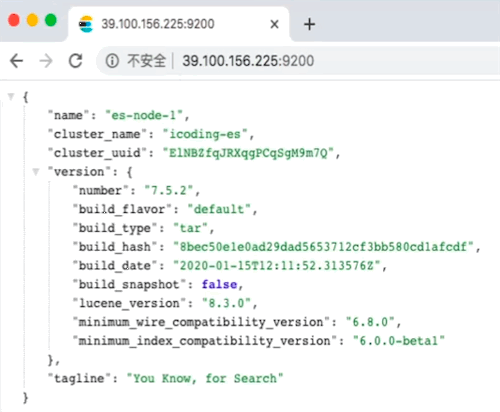 39.100.156.225:9200
不安全 | 39.100.156.225:9200
{
"name": "es-node-1",
"cluster_name": "icoding-es",
"cluster_uuid": "ElNBZfqJRXqgPCqSgM9m7Q",
"version": {
"number": "7.5.2",
"build_flavor": "default",
"build_type": "tar",
"build_hash": "8bec50e1e0ad29dad5653712cf3bb580cd1afcdf",
"build_date": "2020-01-15T12:11:52.313576Z",
"build_snapshot": false,
"lucene_version": "8.3.0",
"minimum_wire_compatibility_version": "6.8.0",
"minimum_index_compatibility_version": "6.0.0-beta1"
},
"tagline": "You Know, for Search"
}